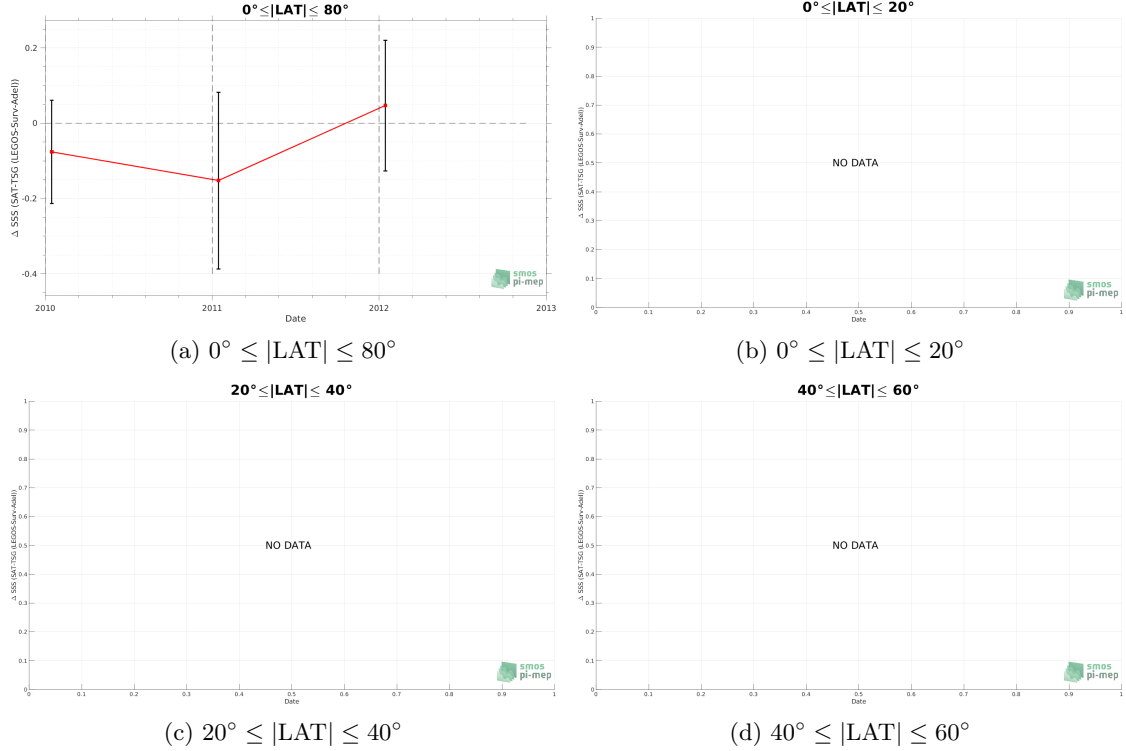 0°≤|LAT|≤ 80°
0.2
0
-0.2
-0.4
Δ SSS (SAT-TSG (LEGOS-Surv-Adel))
2010
2011
2012
2013
Date
smos
pi-mep
(a) 0° ≤ |LAT| ≤ 80°
0°≤|LAT|≤ 20°
1
0.9
0.8
0.7
0.6
0.5
0.4
0.3
0.2
0.1
0
Δ SSS (SAT-TSG (LEGOS-Surv-Adel))
NO DATA
0
0.1
0.2
0.3
0.4
0.5
0.6
0.7
0.8
0.9
1
Date
smos
pi-mep
(b) 0° ≤ |LAT| ≤ 20°
20°≤|LAT|≤ 40°
1
0.9
0.8
0.7
0.6
0.5
0.4
0.3
0.2
0.1
0
Δ SSS (SAT-TSG (LEGOS-Surv-Adel))
NO DATA
0
0.1
0.2
0.3
0.4
0.5
0.6
0.7
0.8
0.9
1
Date
smos
pi-mep
(c) 20° ≤ |LAT| ≤ 40°
40°≤|LAT|≤ 60°
1
0.9
0.8
0.7
0.6
0.5
0.4
0.3
0.2
0.1
0
Δ SSS (SAT-TSG (LEGOS-Surv-Adel))
NO DATA
0
0.1
0.2
0.3
0.4
0.5
0.6
0.7
0.8
0.9
1
Date
smos
pi-mep
(d) 40° ≤ |LAT| ≤ 60°